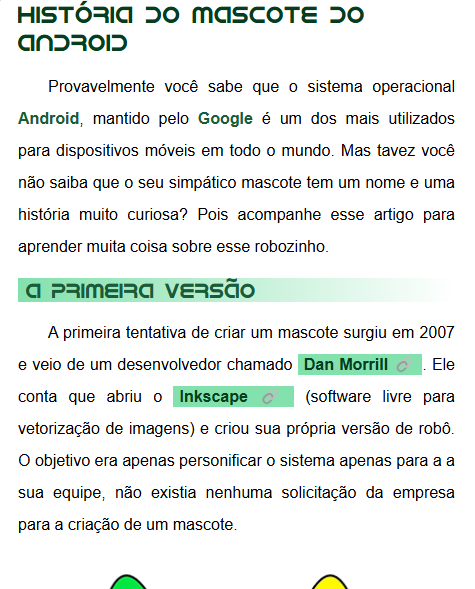 História do Mascote do
Android
Provavelmente você sabe que o sistema operacional
Android, mantido pelo Google é um dos mais utilizados
para dispositivos móveis em todo o mundo. Mas tavez você
não saiba que o seu simpático mascote tem um nome e uma
história muito curiosa? Pois acompanhe esse artigo para
aprender muita coisa sobre esse robozinho.
A primeira versão
A primeira tentativa de criar um mascote surgiu em 2007
e veio de um desenvolvedor chamado Dan Morrill . Ele
conta que abriu o Inkscape (software livre para
vetorização de imagens) e criou sua própria versão de robô.
O objetivo era apenas personificar o sistema apenas para a a
sua equipe, não existia nenhuma solicitação da empresa
para a criação de um mascote.